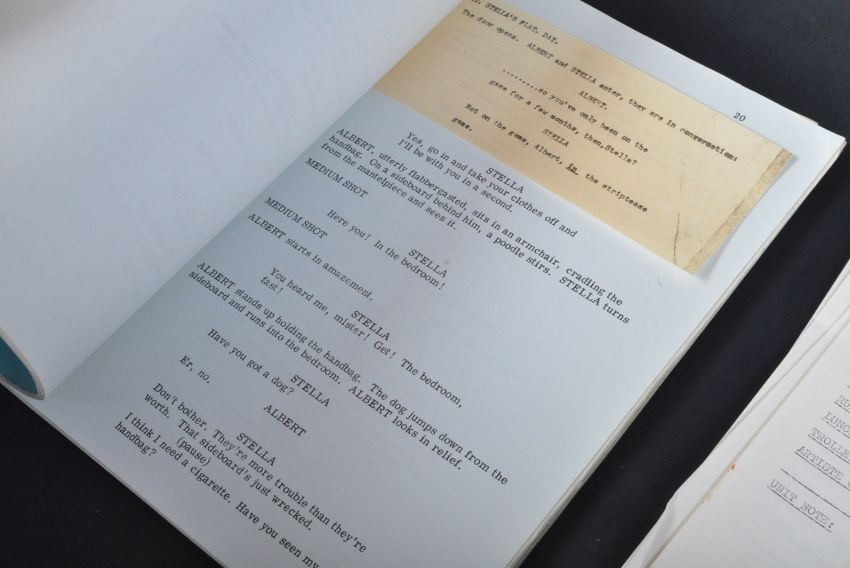 STELLA'S FLAT. DAY.
20
The door opens. ALBERT and STELLA enter, they are in conversation:
ALBERT.
.........so you've only been on the
game for a few months, then,Stella?
STELLA
Not on the game, Albert, in the striptease
game.
STELLA
Yes, go in and take your clothes off and
I'll be with you in a second.
ALBERT, utterly flabbergasted, sits in an armchair, cradling the
handbag. On a sideboard behind him, a poodle stirs. STELLA turns
from the mantelpiece and sees it.
MEDIUM SHOT
STELLA
Here you! In the bedroom!
MEDIUM SHOT
ALBERT starts in amazement.
STELLA
You heard me, mister! Get! The bedroom,
fast!
ALBERT stands up holding the handbag. The dog jumps down from the
sideboard and runs into the bedroom. ALBERT looks in relief.
STELLA
Have you got a dog?
ALBERT
Er, no.
STELLA
Don't bother. They're more trouble than they're
worth. That sideboard's just wrecked.
(pause)
I think I need a cigarette. Have you seen my
handbag?
LUNC
TROLLE
ARTISTE
UNIT NOTE: